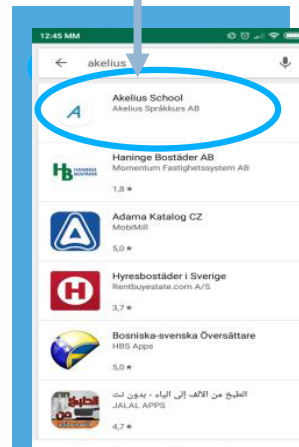 12:45 MM
akelius
Akelius School
Akelius Språkkurs AB
Haninge Bostäder AB
Momentum Fastighetssystem AB
1,8 ★
Adama Katalog CZ
MobiMill
5,0 ★
Hyresbostäder i Sverige
Rentbuyestate.com A/S
3,7 ★
Bosniska-svenska Översättare
HBS Apps
5,0 ★
الطبخ من الألف إلى الياء - بدون نت
JALAL APPS
4,7 ★